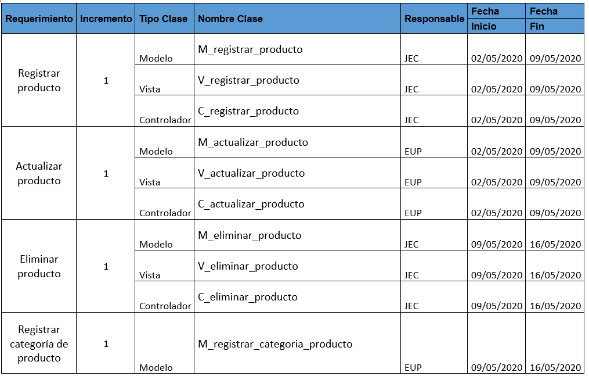 Requerimiento Incremento Tipo Clase Nombre Clase Responsable Fecha Inicio Fecha Fin
Registrar producto 1 Modelo M_registrar_producto JEC 02/05/2020 09/05/2020
Vista V_registrar_producto JEC 02/05/2020 09/05/2020
Controlador C_registrar_producto JEC 02/05/2020 09/05/2020
Actualizar producto 1 Modelo M_actualizar_producto EUP 02/05/2020 09/05/2020
Vista V_actualizar_producto EUP 02/05/2020 09/05/2020
Controlador C_actualizar_producto EUP 02/05/2020 09/05/2020
Eliminar producto 1 Modelo M_eliminar_producto JEC 09/05/2020 16/05/2020
Vista V_eliminar_producto JEC 09/05/2020 16/05/2020
Controlador C_eliminar_producto JEC 09/05/2020 16/05/2020
Registrar categoría de producto 1 Modelo M_registrar_categoria_producto EUP 09/05/2020 16/05/2020